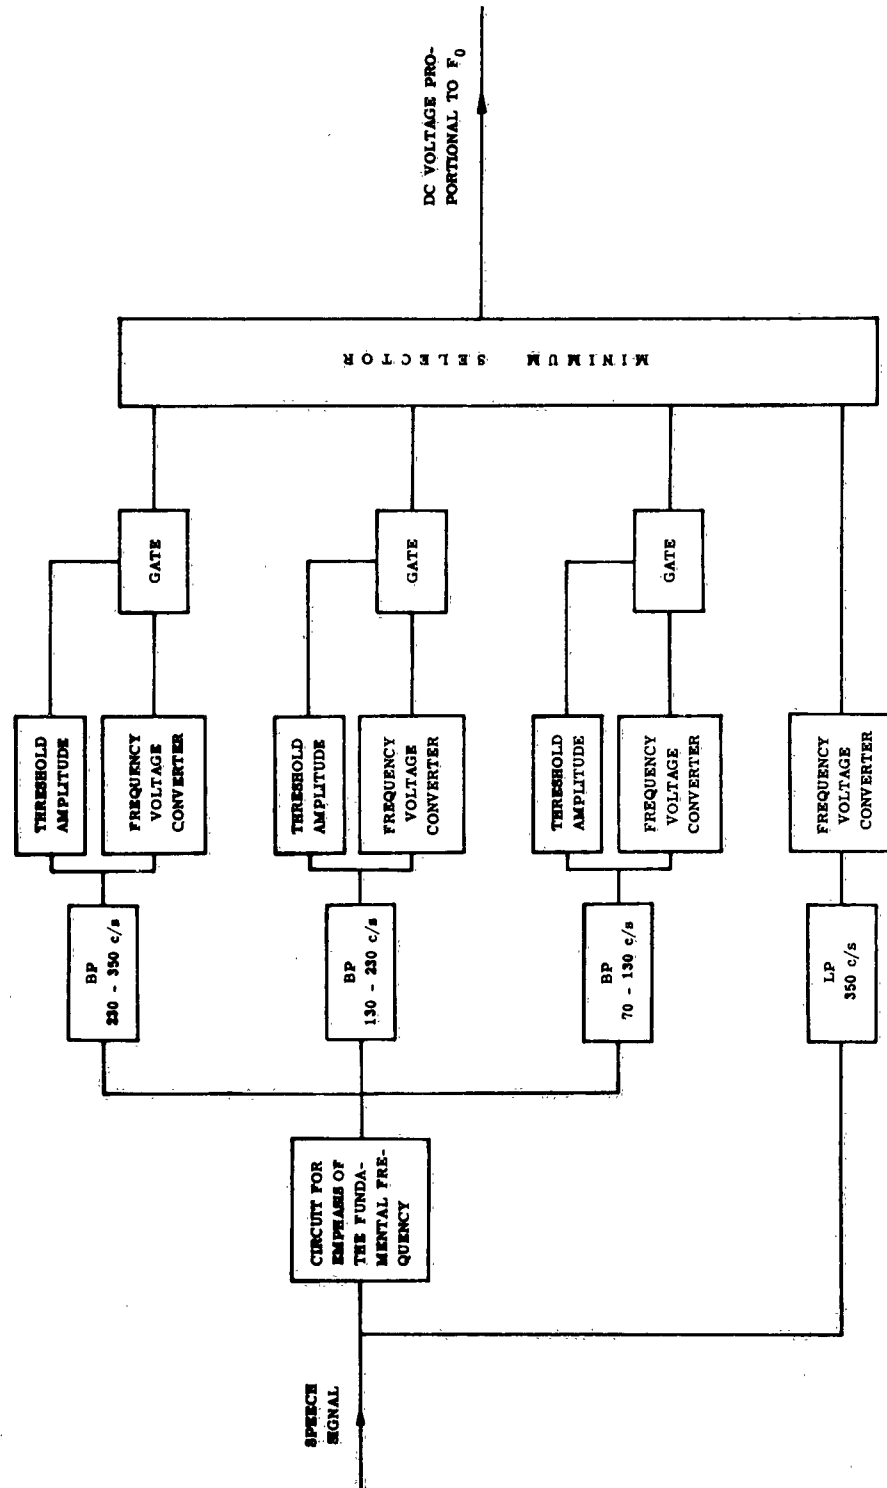 SPEECH
SIGNAL
CIRCUIT FOR
EMPHASIS OF
THE FUNDA-
MENTAL FRE-
QUENCY
BP
230 - 350 c/s
THRESHOLD
AMPLITUDE
FREQUENCY
VOLTAGE
CONVERTER
GATE
BP
130 - 230 c/s
THRESHOLD
AMPLITUDE
FREQUENCY
VOLTAGE
CONVERTER
GATE
BP
70 - 130 c/s
THRESHOLD
AMPLITUDE
FREQUENCY
VOLTAGE
CONVERTER
GATE
LP
350 c/s
FREQUENCY
VOLTAGE
CONVERTER
MINIMUM SELECTOR
DC VOLTAGE PRO-
PORTIONAL TO F0